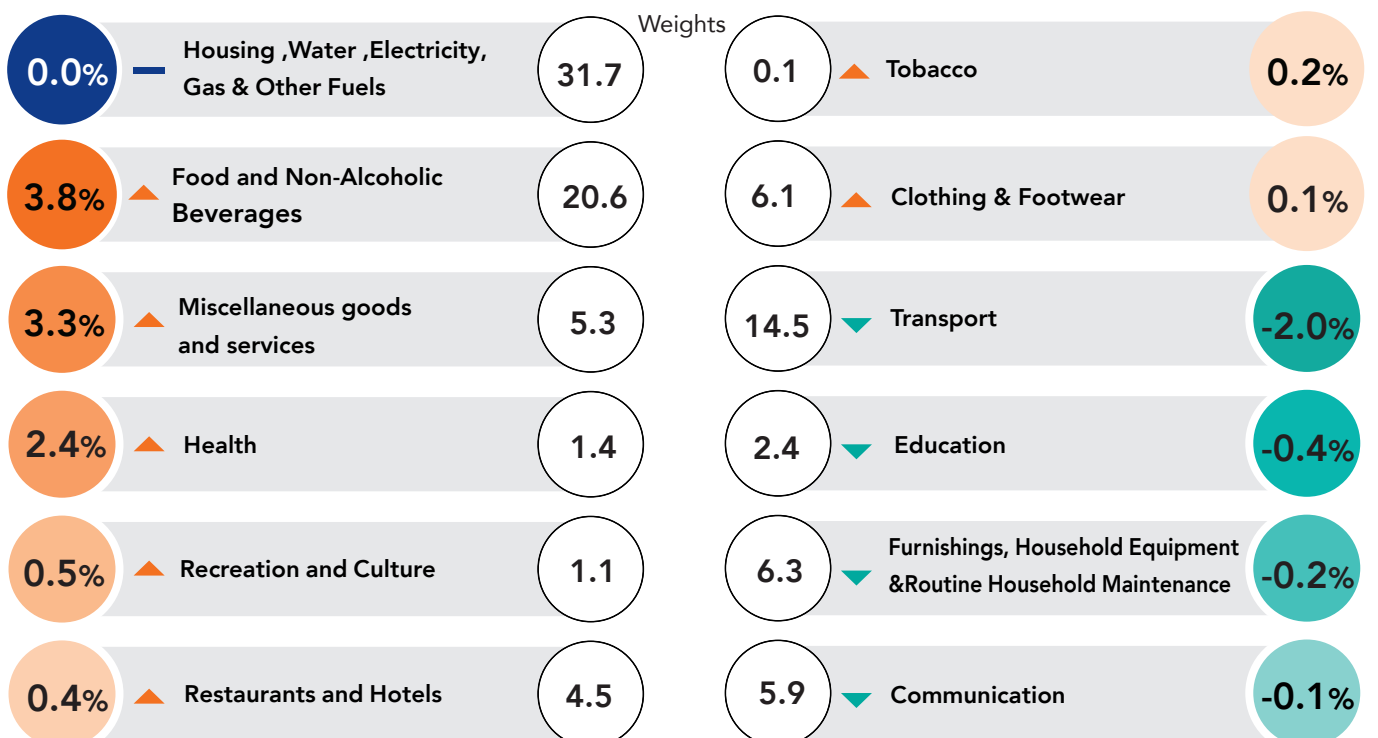 Weights
0.0%
Housing ,Water ,Electricity,
Gas & Other Fuels
31.7
3.8%
Food and Non-Alcoholic
Beverages
20.6
3.3%
Miscellaneous goods
and services
5.3
2.4%
Health
1.4
0.5%
Recreation and Culture
1.1
0.4%
Restaurants and Hotels
4.5
0.1
Tobacco
0.2%
6.1
Clothing & Footwear
0.1%
14.5
Transport
-2.0%
2.4
Education
-0.4%
6.3
Furnishings, Household Equipment
&Routine Household Maintenance
-0.2%
5.9
Communication
-0.1%